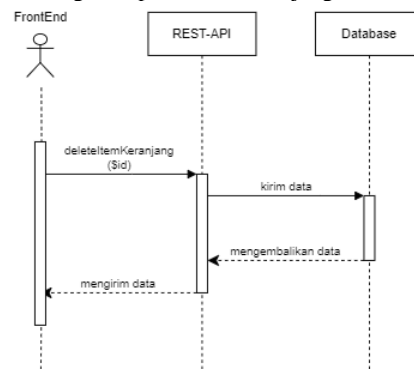 FrontEnd
REST-API
Database
deleteItemKeranjang
($id)
kirim data
mengembalikan data
mengirim data